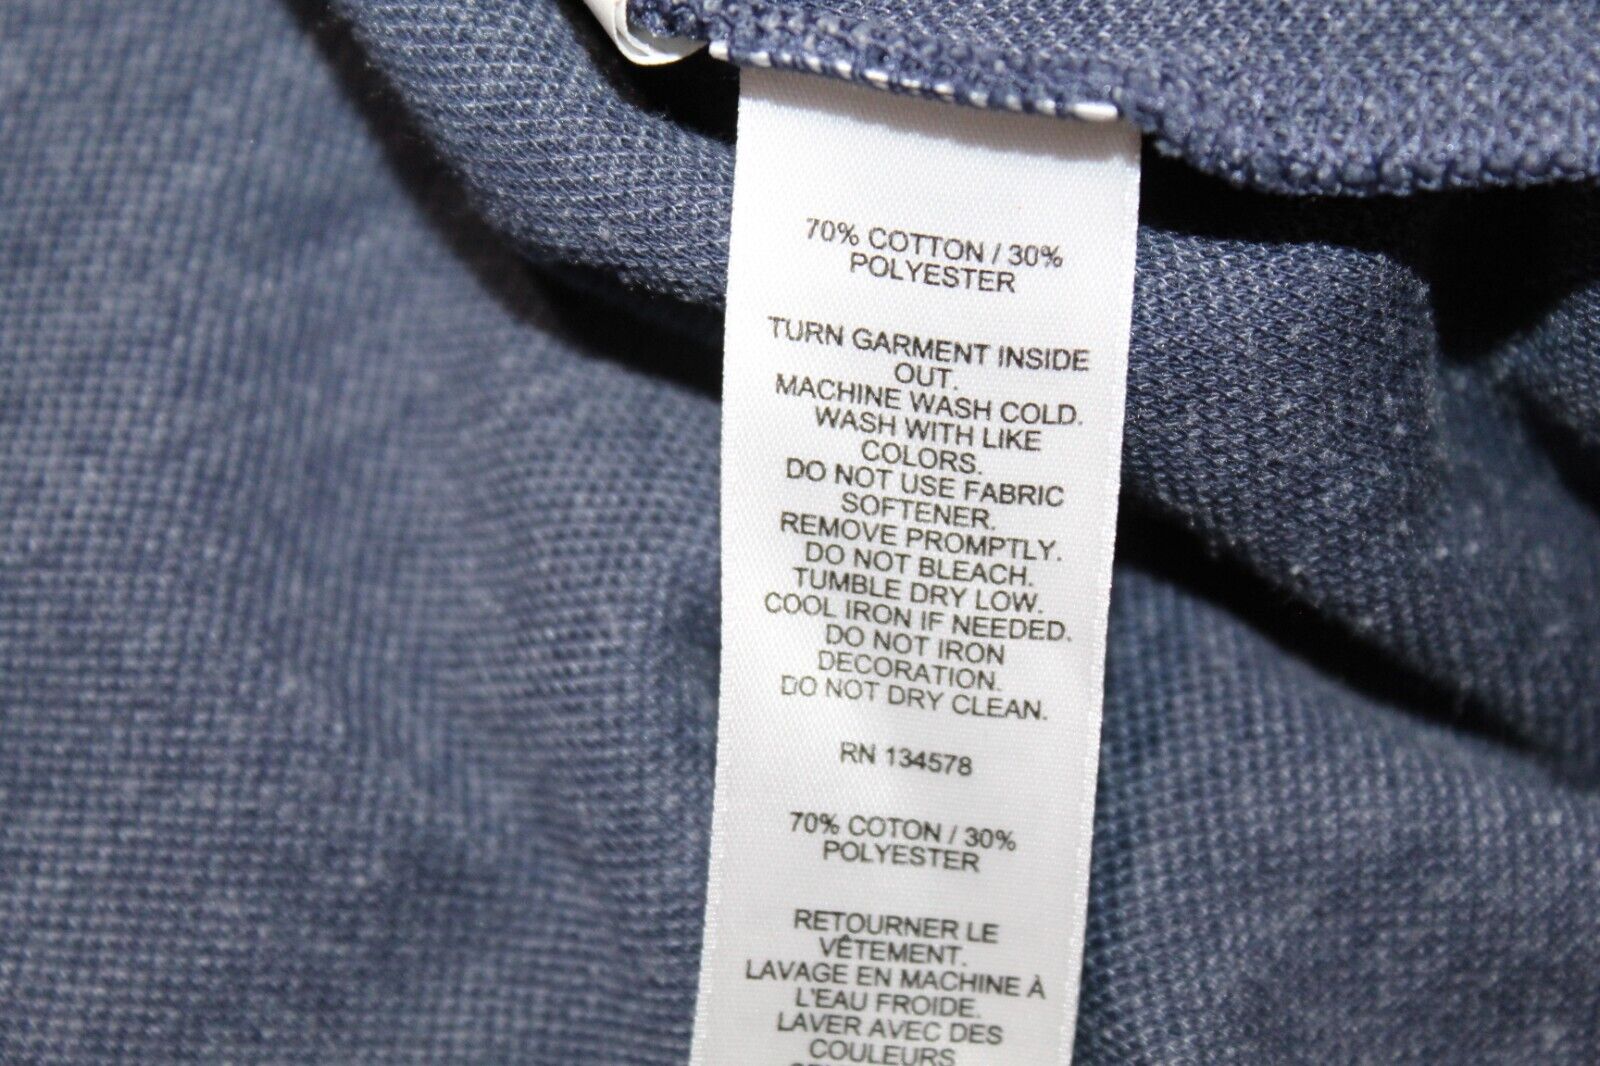 70% COTTON / 30%
POLYESTER
TURN GARMENT INSIDE
OUT.
MACHINE WASH COLD.
WASH WITH LIKE
COLORS.
DO NOT USE FABRIC
SOFTENER.
REMOVE PROMPTLY.
DO NOT BLEACH.
TUMBLE DRY LOW.
COOL IRON IF NEEDED.
DO NOT IRON
DECORATION.
DO NOT DRY CLEAN.
RN 134578
70% COTON / 30%
POLYESTER
RETOURNER LE
VÊTEMENT.
LAVAGE EN MACHINE À
L'EAU FROIDE.
LAVER AVEC DES
COULEURS